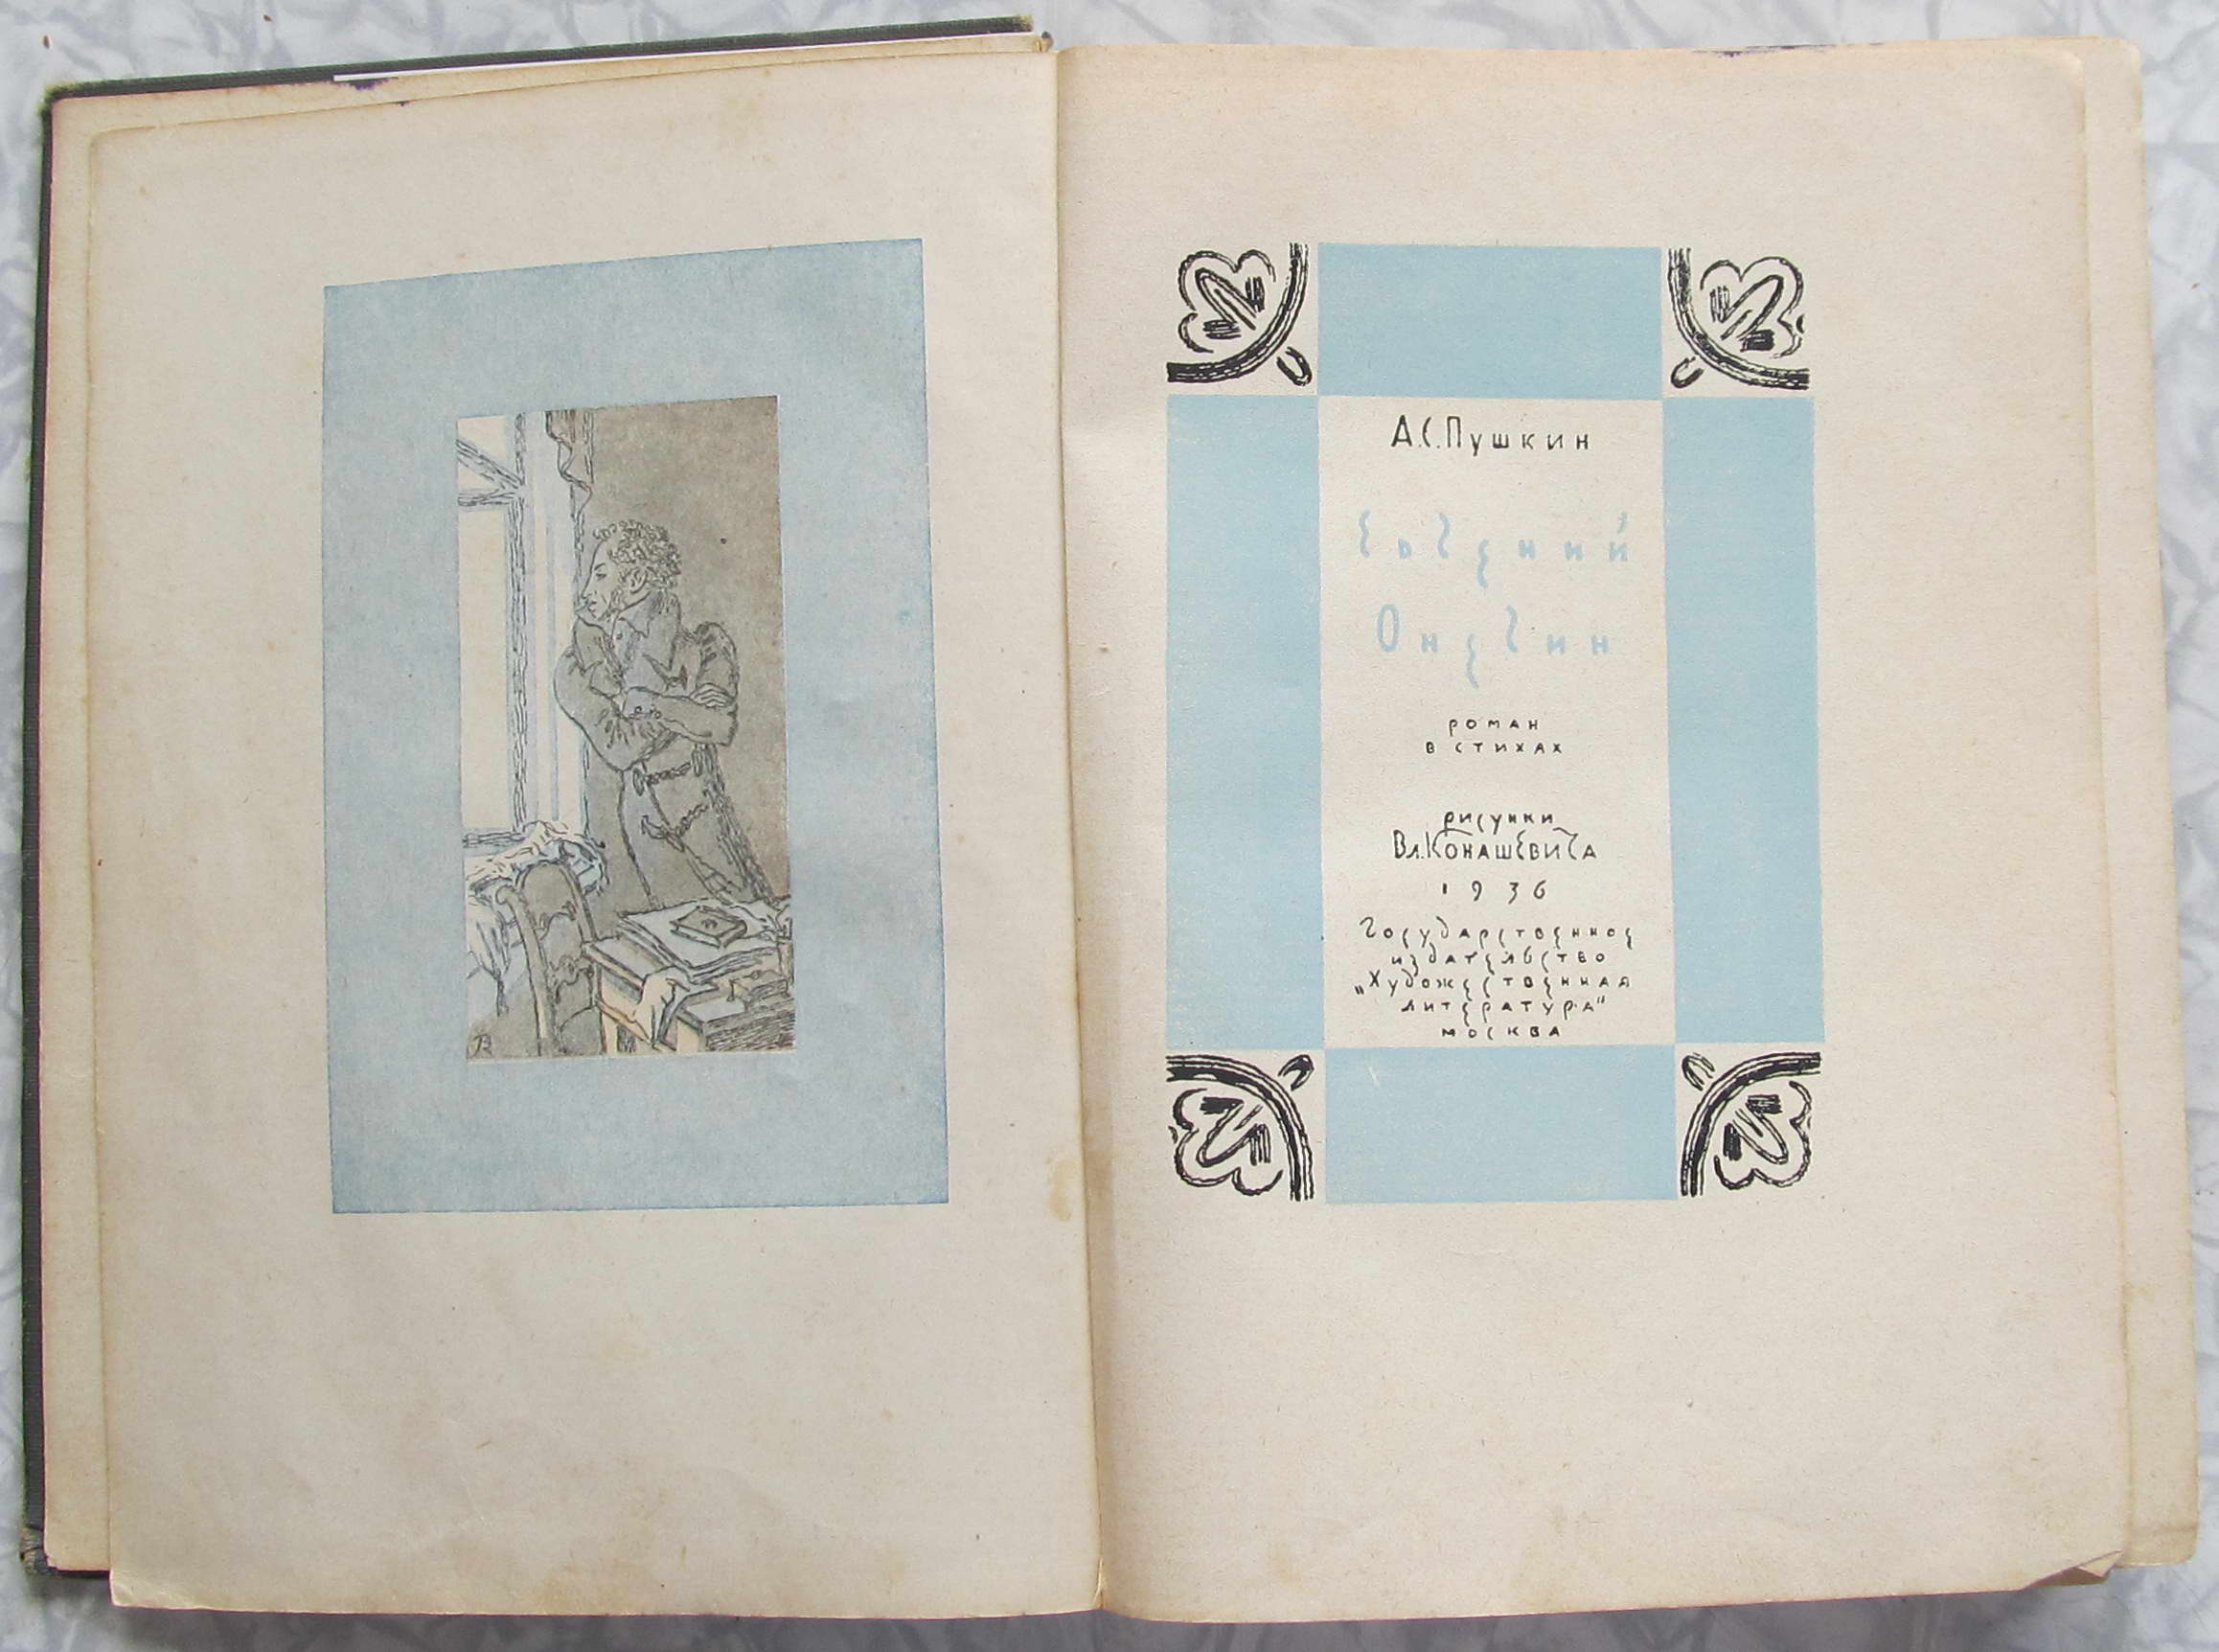 А.С.Пушкин
Евгений
Онегин
роман
в стихах
рисунки
Вл.Конашевича
1936
Государственное
издательство
„Художественная
литература"
москва